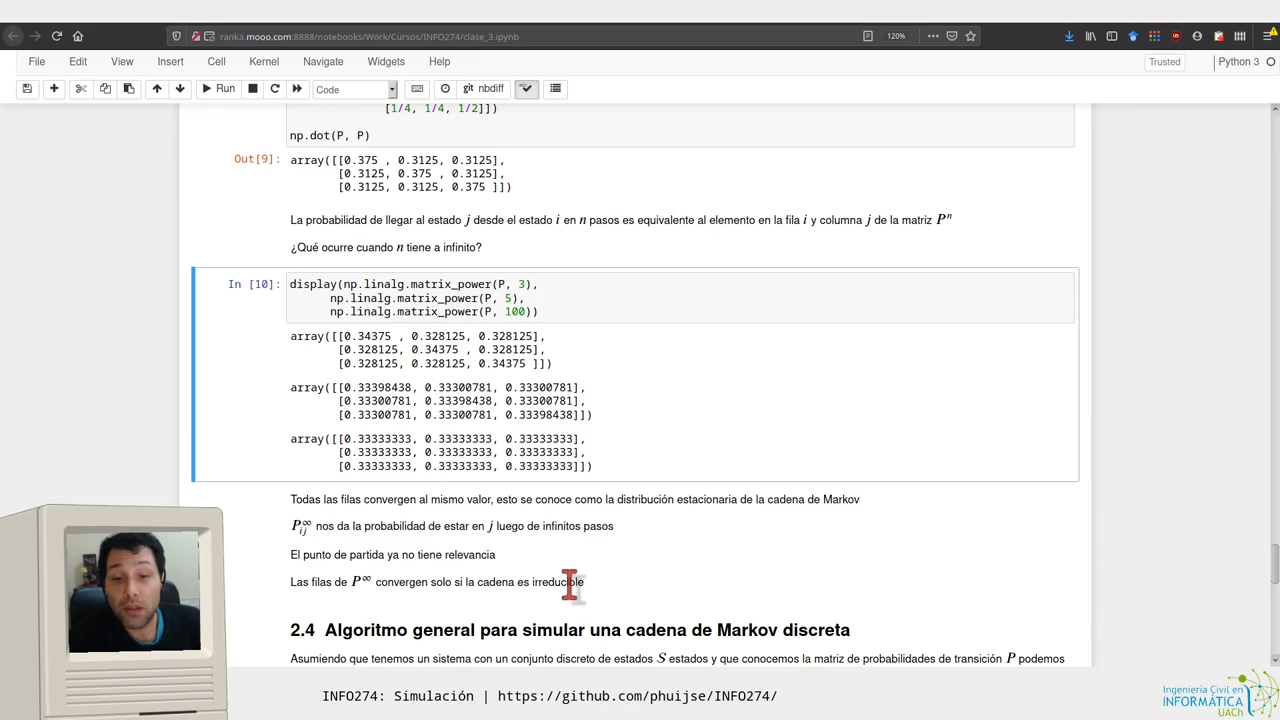 ranka.mooo.com:8888/notebooks/Work/Cursos/INFO274/clase_3.ipynb 120%
File Edit View Insert Cell Kernel Navigate Widgets Help Trusted Python 3
Run Code git nbdiff
[1/4, 1/4, 1/2]])
np.dot(P, P)
Out[9]: array([[0.375 , 0.3125, 0.3125],
[0.3125, 0.375 , 0.3125],
[0.3125, 0.3125, 0.375 ]])
La probabilidad de llegar al estado j desde el estado i en n pasos es equivalente al elemento en la fila i y columna j de la matriz Pⁿ
¿Qué ocurre cuando n tiene a infinito?
In [10]: display(np.linalg.matrix_power(P, 3),
np.linalg.matrix_power(P, 5),
np.linalg.matrix_power(P, 100))
array([[0.34375 , 0.328125, 0.328125],
[0.328125, 0.34375 , 0.328125],
[0.328125, 0.328125, 0.34375 ]])
array([[0.33398438, 0.33300781, 0.33300781],
[0.33300781, 0.33398438, 0.33300781],
[0.33300781, 0.33300781, 0.33398438]])
array([[0.33333333, 0.33333333, 0.33333333],
[0.33333333, 0.33333333, 0.33333333],
[0.33333333, 0.33333333, 0.33333333]])
Todas las filas convergen al mismo valor, esto se conoce como la distribución estacionaria de la cadena de Markov
P_{ij}^∞ nos da la probabilidad de estar en j luego de infinitos pasos
El punto de partida ya no tiene relevancia
Las filas de P^∞ convergen solo si la cadena es irreducible
2.4 Algoritmo general para simular una cadena de Markov discreta
Asumiendo que tenemos un sistema con un conjunto discreto de estados S estados y que conocemos la matriz de probabilidades de transición P podemos
INFO274: Simulación | https://github.com/phuijse/INFO274/
Ingeniería Civil en
INFORMÁTICA
UACh